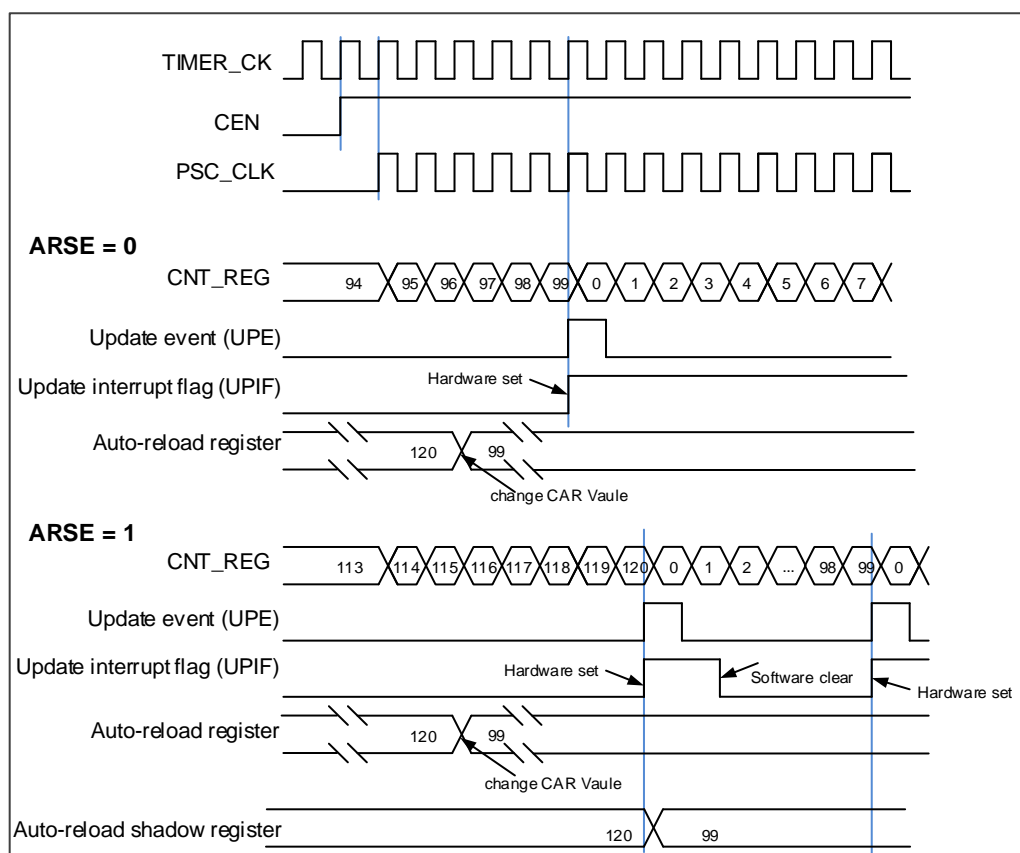 TIMER_CK
CEN
PSC_CLK
ARSE = 0
CNT_REG 94 95 96 97 98 99 0 1 2 3 4 5 6 7
Update event (UPE)
Update interrupt flag (UPIF) Hardware set
Auto-reload register 120 99
change CAR Vaule
ARSE = 1
CNT_REG 113 114 115 116 117 118 119 120 0 1 2 ... 98 99 0
Update event (UPE)
Update interrupt flag (UPIF) Hardware set Software clear Hardware set
Auto-reload register 120 99
change CAR Vaule
Auto-reload shadow register 120 99